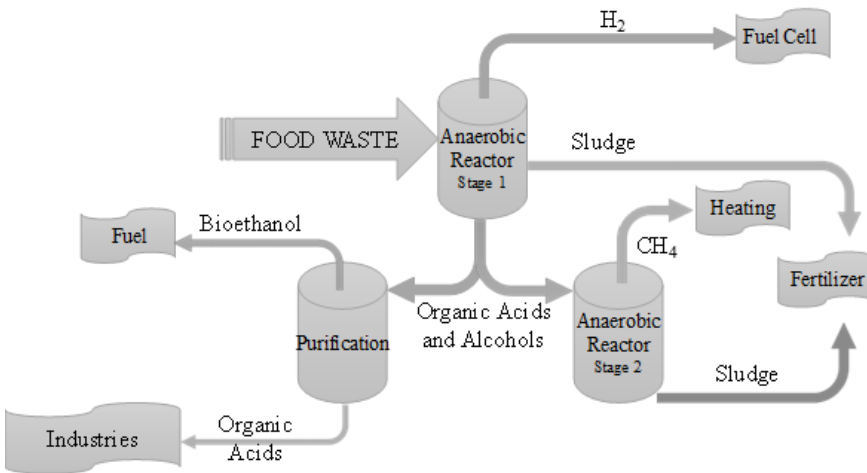 H2
Fuel Cell
FOOD WASTE
Anaerobic
Reactor
Stage 1
Sludge
Heating
Bioethanol
Fuel
CH4
Fertilizer
Organic Acids
and Alcohols
Purification
Anaerobic
Reactor
Stage 2
Sludge
Industries
Organic
Acids